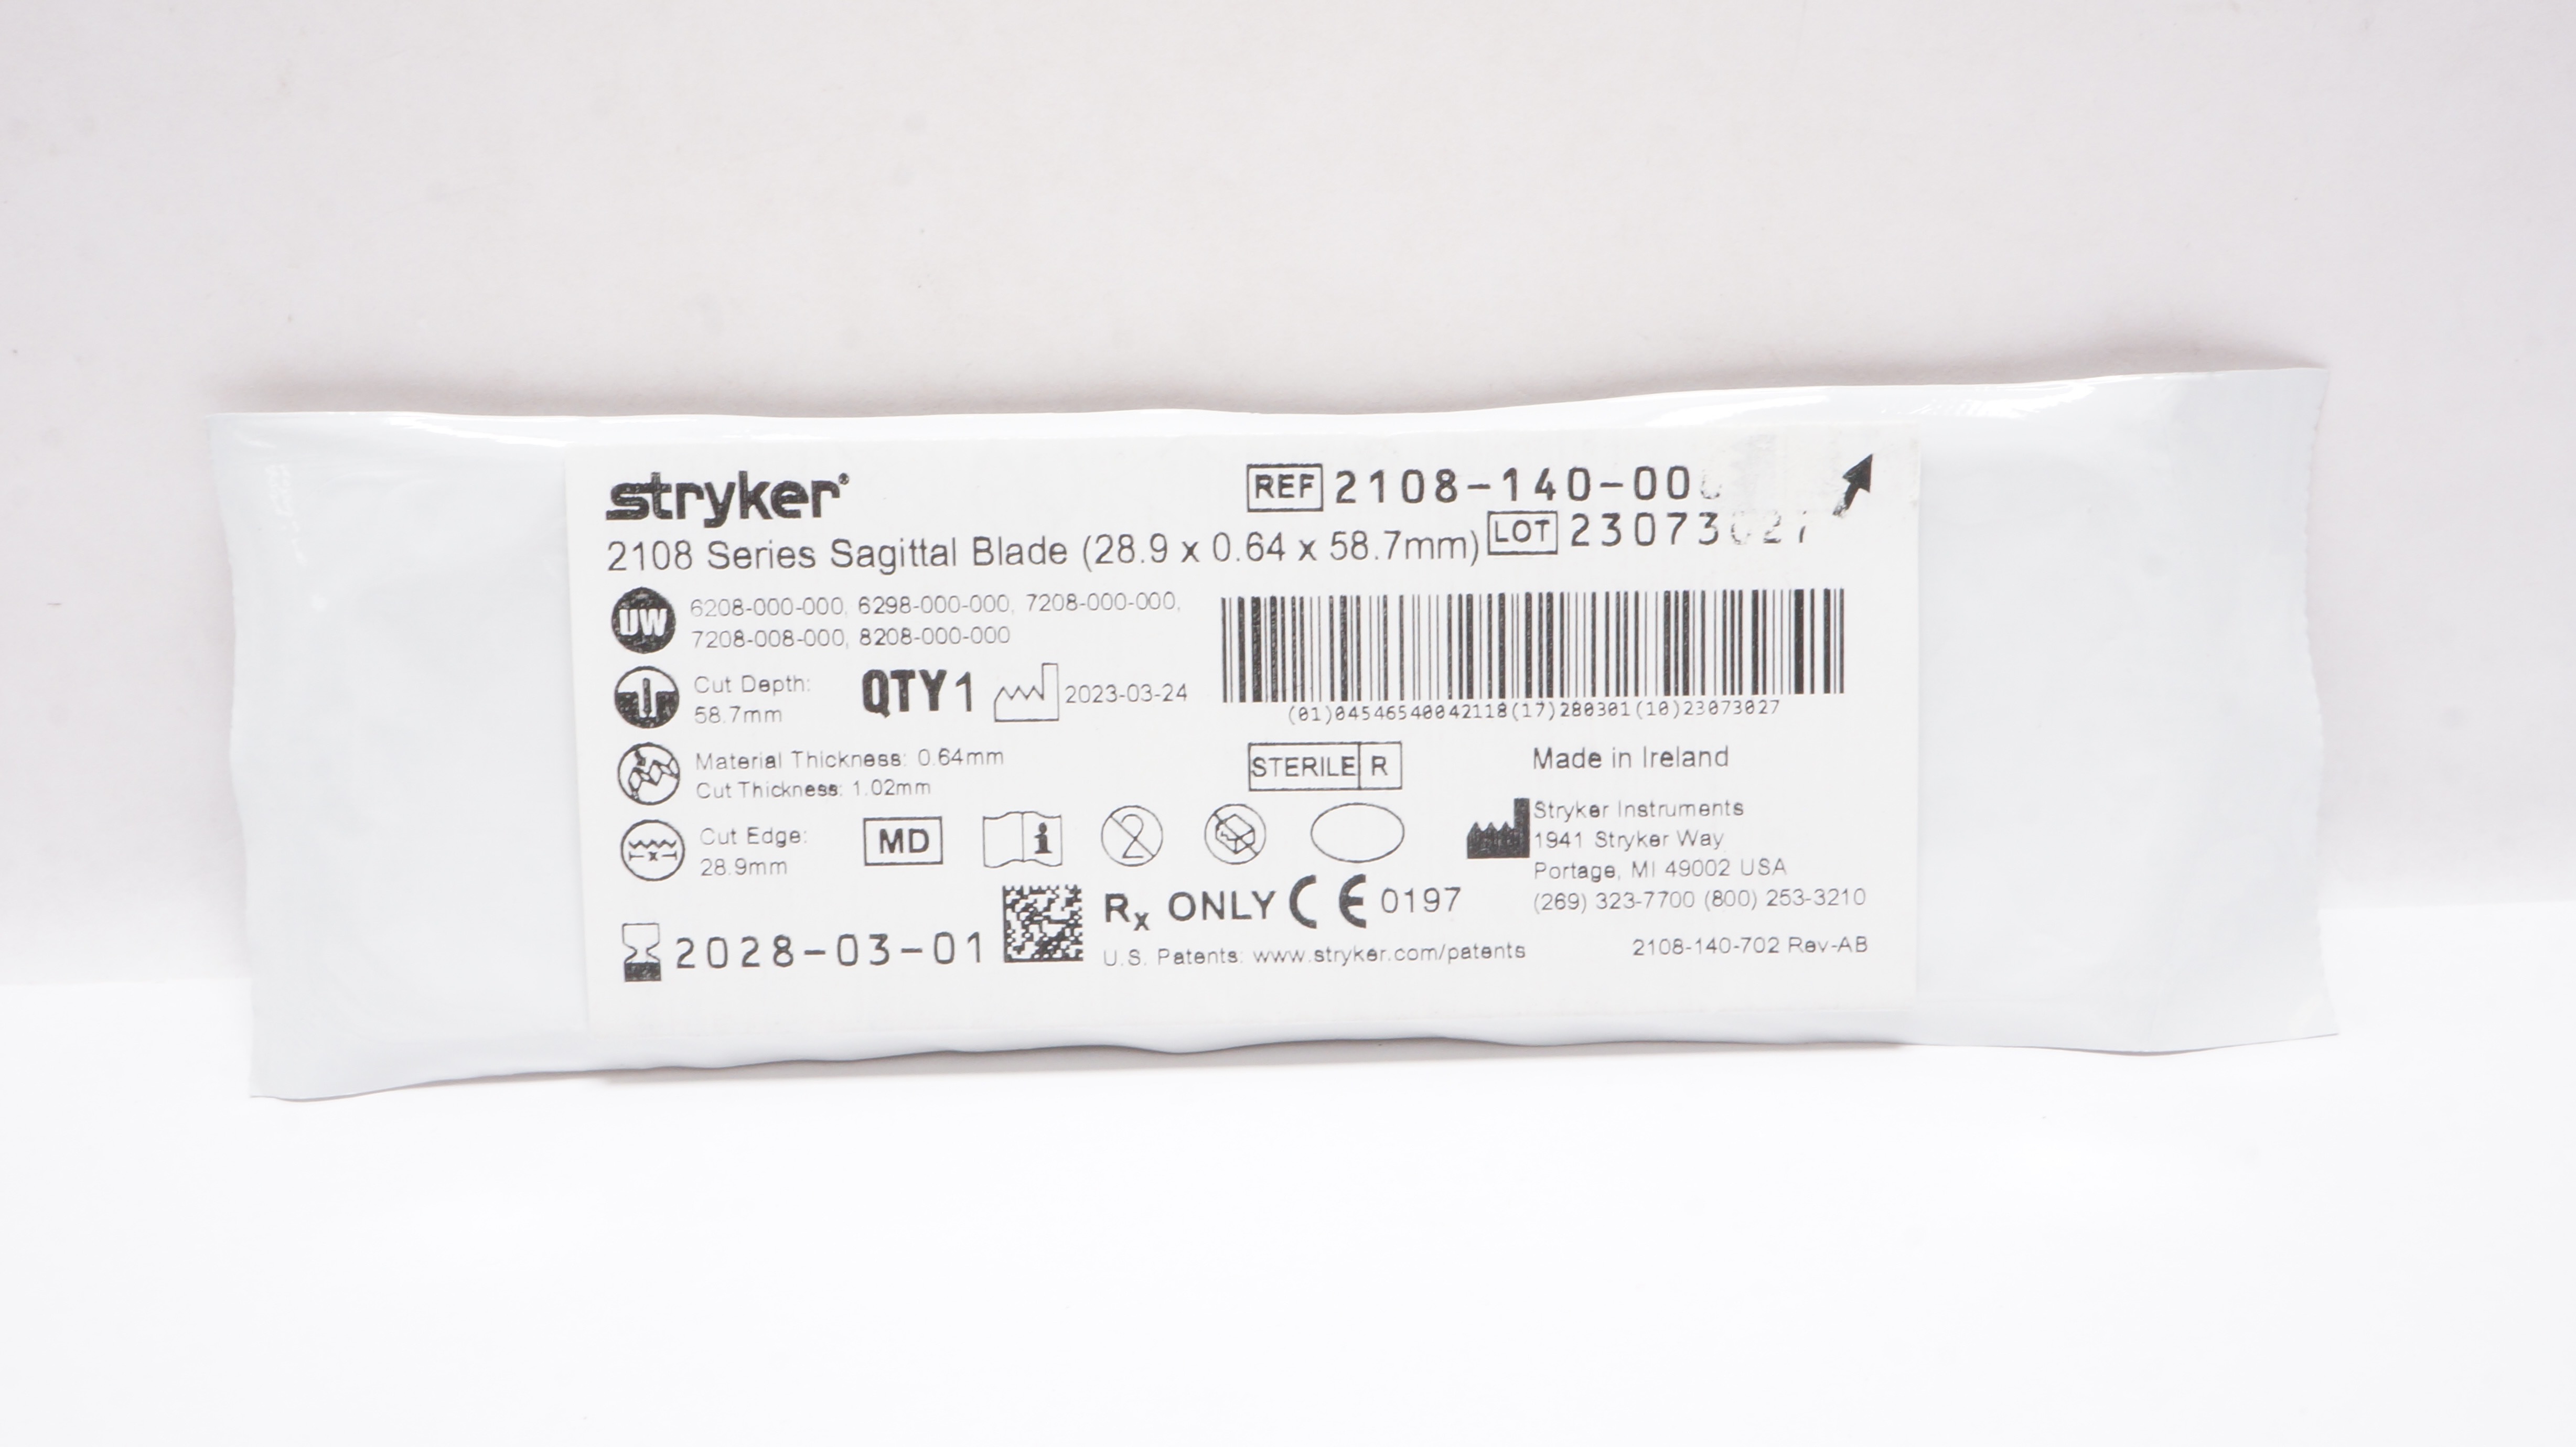 stryker®
REF 2108-140-00
2108 Series Sagittal Blade (28.9 x 0.64 x 58.7mm)
LOT 23073027
UW
6208-000-000, 6298-000-000, 7208-000-000,
7208-008-000, 8208-000-000
Cut Depth:
58.7mm
QTY 1
2023-03-24
(01)04546540042118(17)280301(10)23073027
Material Thickness: 0.64mm
Cut Thickness: 1.02mm
STERILE R
Made in Ireland
Cut Edge:
28.9mm
x
MD
i
2
Stryker Instruments
1941 Stryker Way
Portage, MI 49002 USA
(269) 323-7700 (800) 253-3210
2028-03-01
Rx ONLY CE 0197
U.S. Patents: www.stryker.com/patents
2108-140-702 Rev-AB